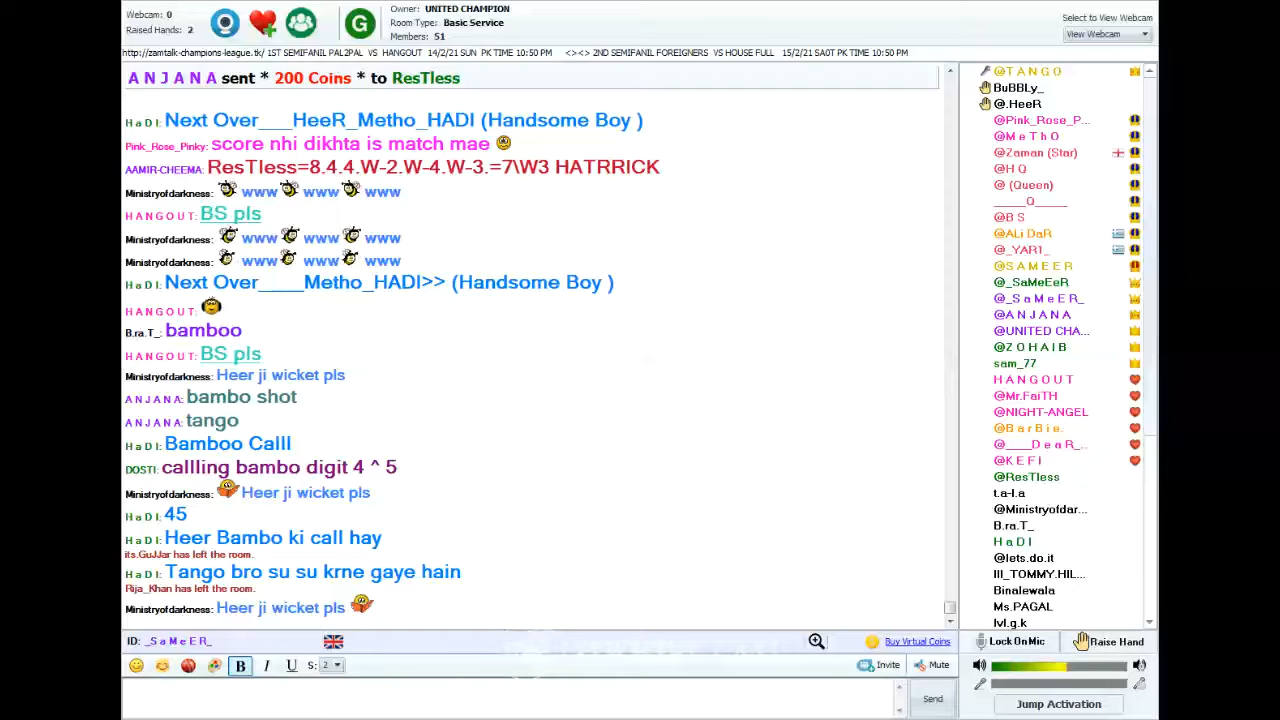 Webcam: 0
Raised Hands: 2
G
Owner: UNITED CHAMPION
Room Type: Basic Service
Members: 51
Select to View Webcam
View Webcam
http://zamtalk-champions-league.tk/ 1ST SEMIFANIL PAL2PAL VS HANGOUT 14/2/21 SUN PK TIME 10:50 PM <><> 2ND SEMIFANIL FOREIGNERS VS HOUSE FULL 15/2/21 SA0T PK TIME 10:50 PM
A N J A N A sent * 200 Coins * to ResTless
H a D I: Next Over___HeeR_Metho_HADI (Handsome Boy )
Pink_Rose_Pinky: score nhi dikhta is match mae
AAMIR-CHEEMA: ResTless=8.4.4.W-2.W-4.W-3.=7\W3 HATRRICK
Ministryofdarkness: www www www
H A N G O U T: BS pls
Ministryofdarkness: www www www
Ministryofdarkness: www www www
H a D I: Next Over____Metho_HADI>> (Handsome Boy )
H A N G O U T:
B.ra.T_: bamboo
H A N G O U T: BS pls
Ministryofdarkness: Heer ji wicket pls
A N J A N A: bambo shot
A N J A N A: tango
H a D I: Bamboo Calll
DOSTI: callling bambo digit 4 ^ 5
Ministryofdarkness: Heer ji wicket pls
H a D I: 45
H a D I: Heer Bambo ki call hay
its.GuJJar has left the room.
H a D I: Tango bro su su krne gaye hain
Rija_Khan has left the room.
Ministryofdarkness: Heer ji wicket pls
@T A N G O
BuBBLy_
@.HeeR
@Pink_Rose_P...
@M e T h O
@Zaman (Star)
@H Q
@ (Queen)
_____Q_____
@B S
@ALi DaR
@_YAR1_
@S A M E E R
@_SaMeEeR
@_S a M e E R_
@A N J A N A
@UNITED CHA...
@Z O H A I B
sam_77
H A N G O U T
@Mr.FaiTH
@NIGHT-ANGEL
@B a r B i e.
@____D e a R_...
@K E F I
@ResTless
t.a-l.a
@Ministryofdar...
B.ra.T_
H a D I
@lets.do.it
III_TOMMY.HIL...
Binalewala
Ms.PAGAL
lvl.g.k
ID: _S a M e E R_
Buy Virtual Coins
Lock On Mic
Raise Hand
B I U S: 2
Invite
Mute
Send
Jump Activation